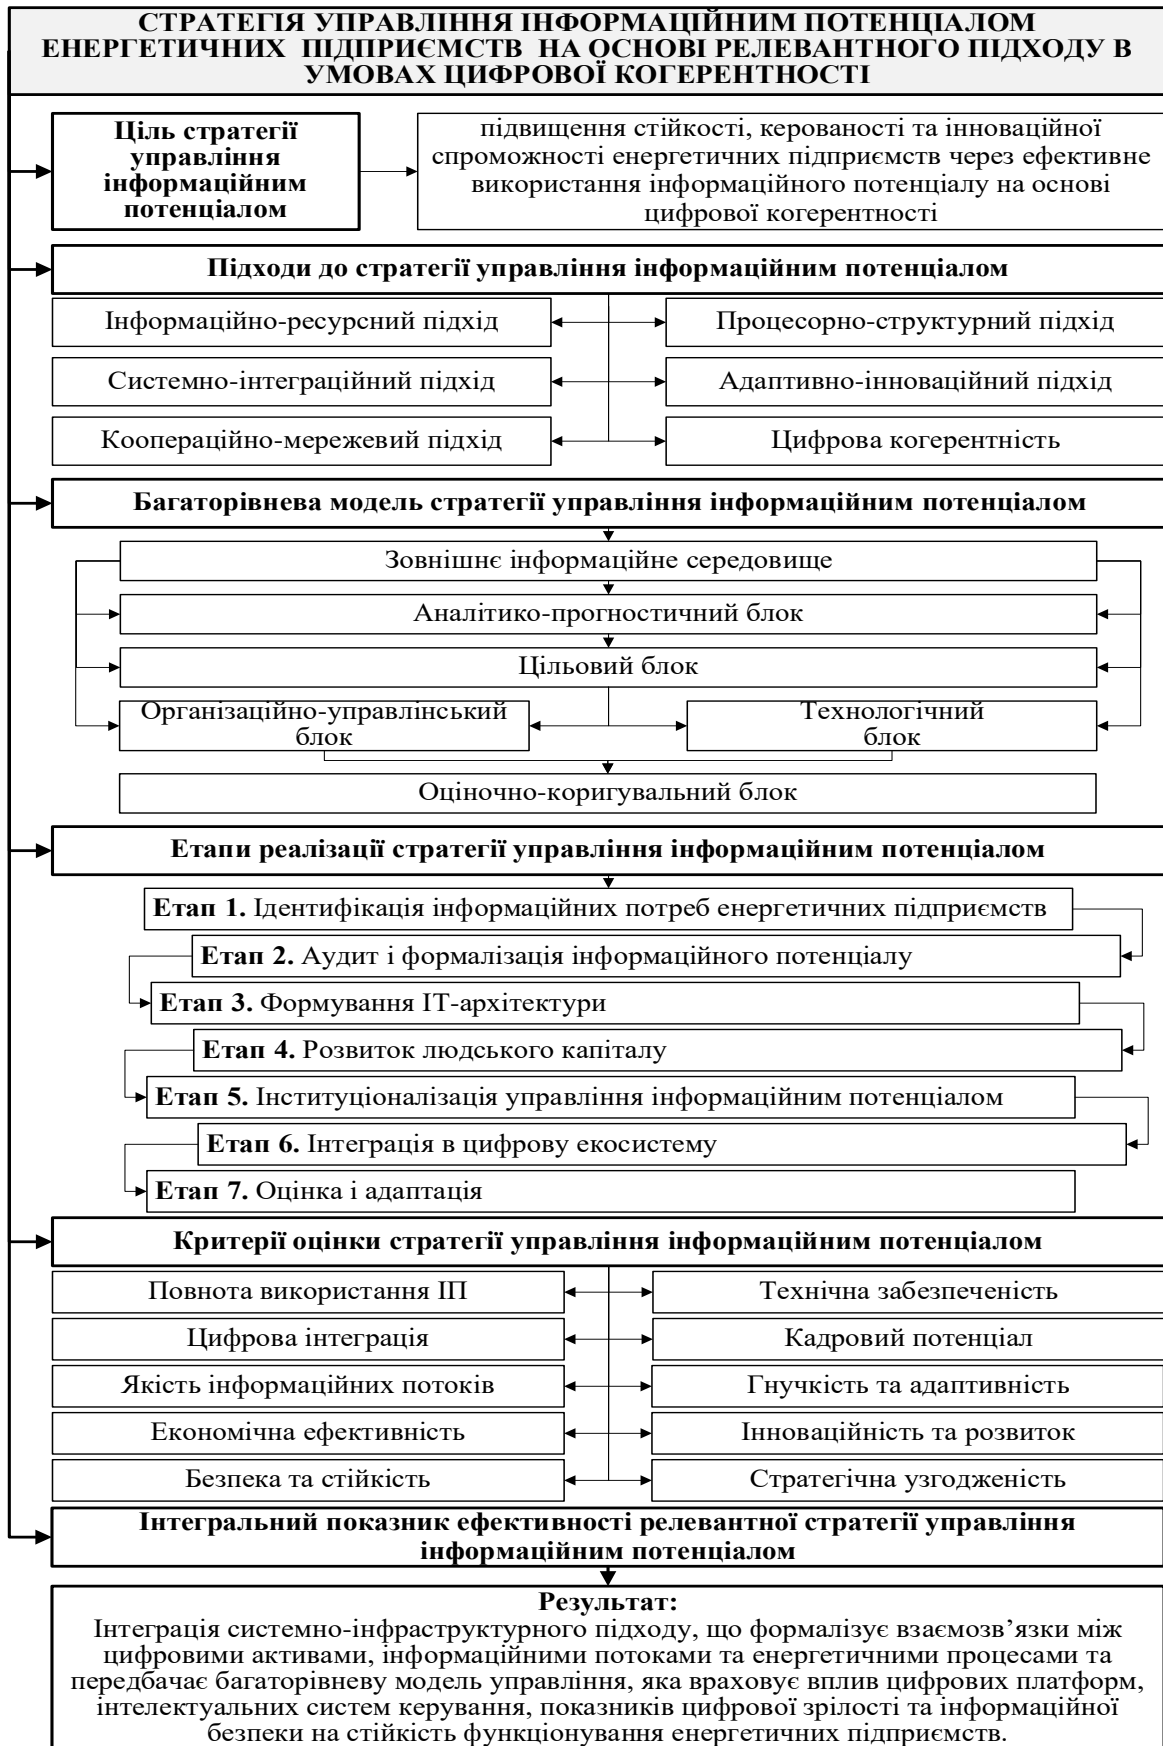 СТРАТЕГІЯ УПРАВЛІННЯ ІНФОРМАЦІЙНИМ ПОТЕНЦІАЛОМ
ЕНЕРГЕТИЧНИХ ПІДПРИЄМСТВ НА ОСНОВІ РЕЛЕВАНТНОГО ПІДХОДУ В
УМОВАХ ЦИФРОВОЇ КОГЕРЕНТНОСТІ
Ціль стратегії
управління
інформаційним
потенціалом
підвищення стійкості, керованості та інноваційної
спроможності енергетичних підприємств через ефективне
використання інформаційного потенціалу на основі
цифрової когерентності
Підходи до стратегії управління інформаційним потенціалом
Інформаційно-ресурсний підхід
Процесорно-структурний підхід
Системно-інтеграційний підхід
Адаптивно-інноваційний підхід
Коопераційно-мережевий підхід
Цифрова когерентність
Багаторівнева модель стратегії управління інформаційним потенціалом
Зовнішнє інформаційне середовище
Аналітико-прогностичний блок
Цільовий блок
Організаційно-управлінський
блок
Технологічний
блок
Оціночно-коригувальний блок
Етапи реалізації стратегії управління інформаційним потенціалом
Етап 1. Ідентифікація інформаційних потреб енергетичних підприємств
Етап 2. Аудит і формалізація інформаційного потенціалу
Етап 3. Формування ІТ-архітектури
Етап 4. Розвиток людського капіталу
Етап 5. Інституціоналізація управління інформаційним потенціалом
Етап 6. Інтеграція в цифрову екосистему
Етап 7. Оцінка і адаптація
Критерії оцінки стратегії управління інформаційним потенціалом
Повнота використання ІП
Технічна забезпеченість
Цифрова інтеграція
Кадровий потенціал
Якість інформаційних потоків
Гнучкість та адаптивність
Економічна ефективність
Інноваційність та розвиток
Безпека та стійкість
Стратегічна узгодженість
Інтегральний показник ефективності релевантної стратегії управління
інформаційним потенціалом
Результат:
Інтеграція системно-інфраструктурного підходу, що формалізує взаємозв’язки між
цифровими активами, інформаційними потоками та енергетичними процесами та
передбачає багаторівневу модель управління, яка враховує вплив цифрових платформ,
інтелектуальних систем керування, показників цифрової зрілості та інформаційної
безпеки на стійкість функціонування енергетичних підприємств.